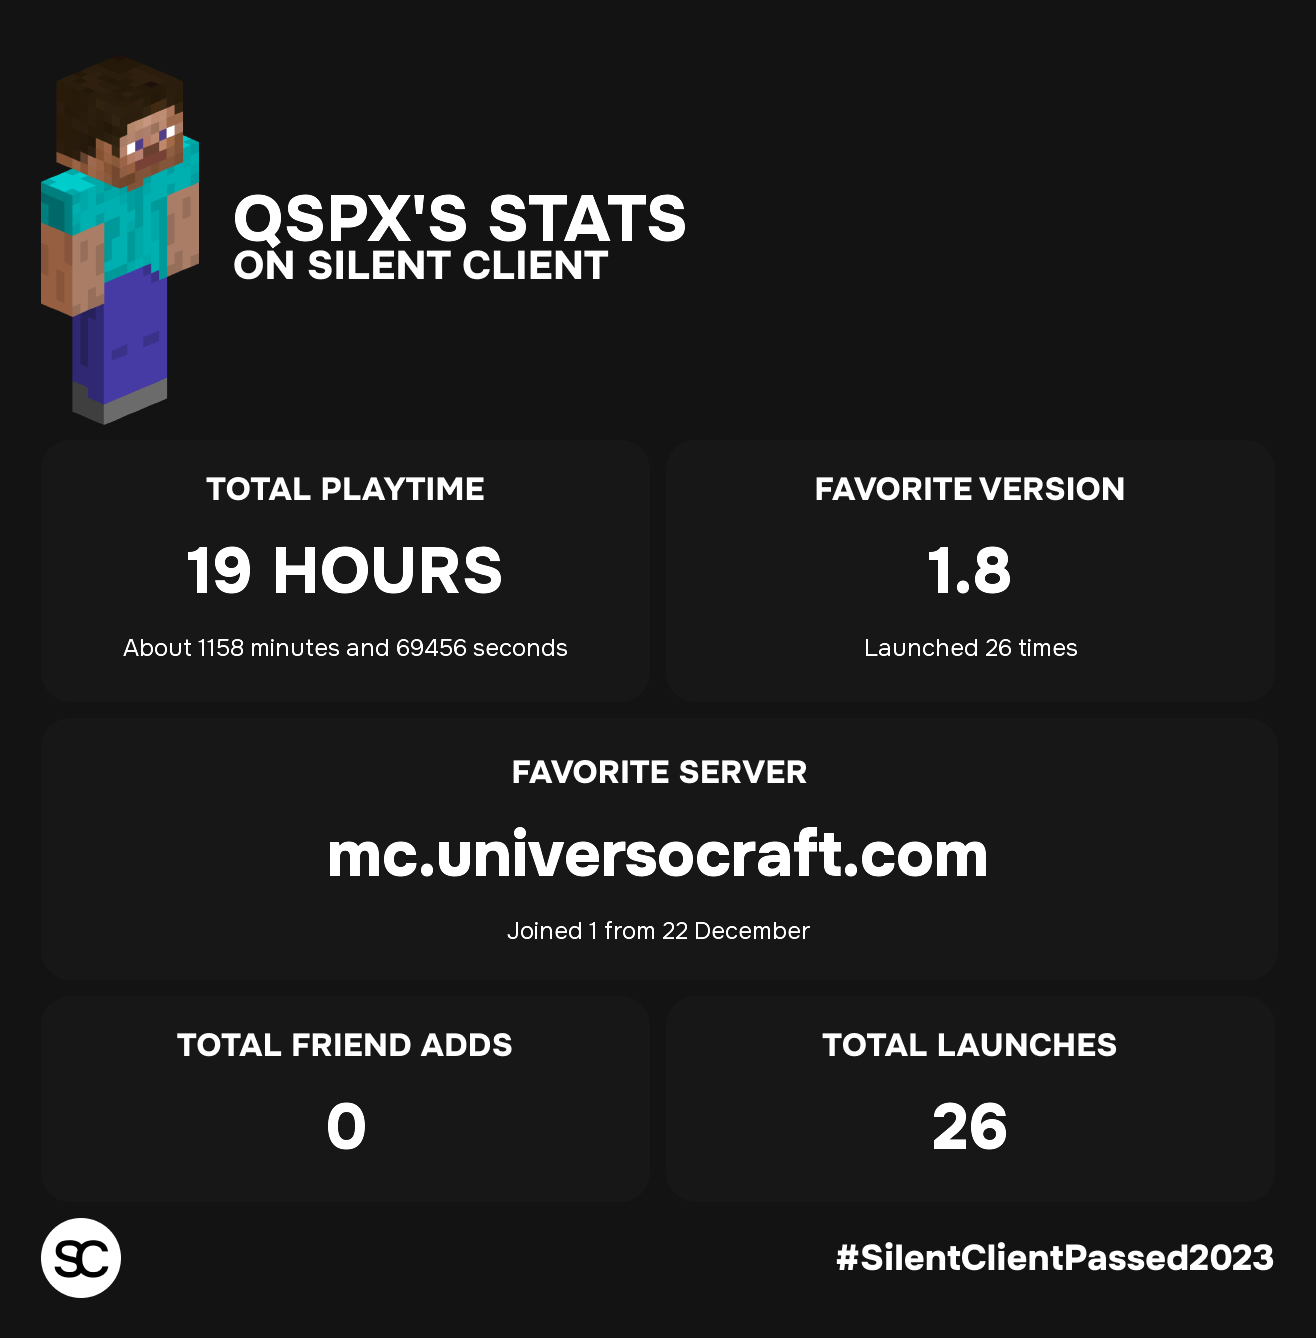 QSPX'S STATS
ON SILENT CLIENT
TOTAL PLAYTIME
19 HOURS
About 1158 minutes and 69456 seconds
FAVORITE VERSION
1.8
Launched 26 times
FAVORITE SERVER
mc.universocraft.com
Joined 1 from 22 December
TOTAL FRIEND ADDS
0
TOTAL LAUNCHES
26
SC
#SilentClientPassed2023